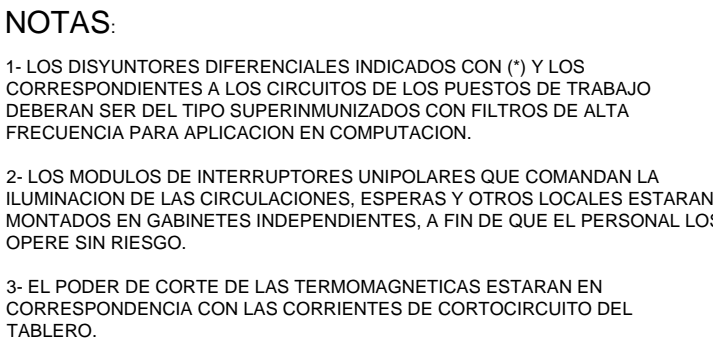 NOTAS:
1- LOS DISYUNTORES DIFERENCIALES INDICADOS CON (*) Y LOS
CORRESPONDIENTES A LOS CIRCUITOS DE LOS PUESTOS DE TRABAJO
DEBERAN SER DEL TIPO SUPERINMUNIZADOS CON FILTROS DE ALTA
FRECUENCIA PARA APLICACION EN COMPUTACION.
2- LOS MODULOS DE INTERRUPTORES UNIPOLARES QUE COMANDAN LA
ILUMINACION DE LAS CIRCULACIONES, ESPERAS Y OTROS LOCALES ESTARAN
MONTADOS EN GABINETES INDEPENDIENTES, A FIN DE QUE EL PERSONAL LOS
OPERE SIN RIESGO.
3- EL PODER DE CORTE DE LAS TERMOMAGNETICAS ESTARAN EN
CORRESPONDENCIA CON LAS CORRIENTES DE CORTOCIRCUITO DEL
TABLERO.